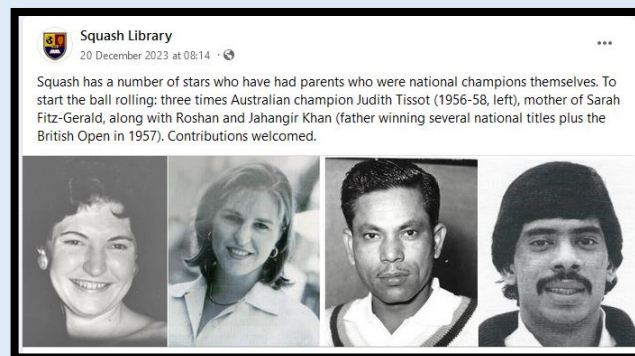 Squash Library
20 December 2023 at 08:14 ·
Squash has a number of stars who have had parents who were national champions themselves. To
start the ball rolling: three times Australian champion Judith Tissot (1956-58, left), mother of Sarah
Fitz-Gerald, along with Roshan and Jahangir Khan (father winning several national titles plus the
British Open in 1957). Contributions welcomed.